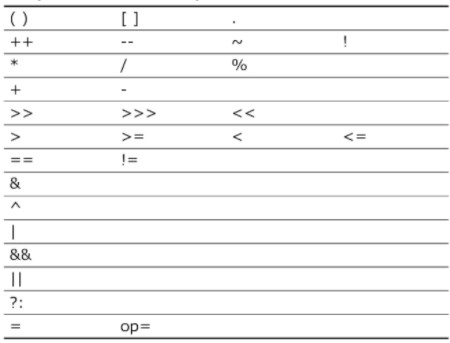 ( ) [ ] .
++ -- ~ !
* / %
+ -
>> >>> <<
> >= < <=
== !=
&
^
|
&&
||
?:
= op=